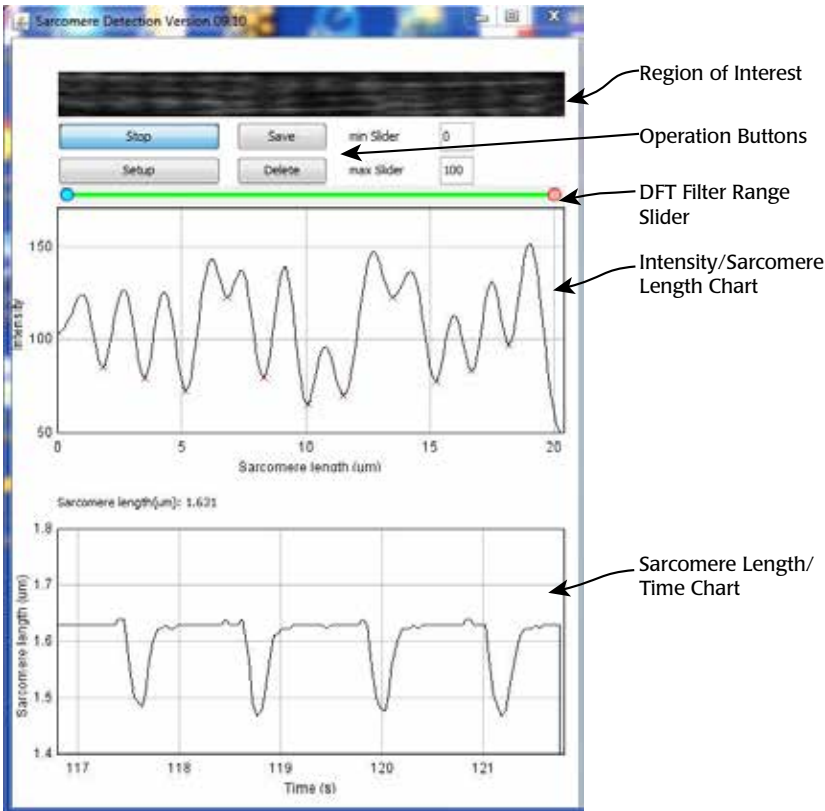 Sarcomere Detection Version 09.10
Region of Interest
Stop
Save
min Slider
0
Operation Buttons
Setup
Delete
max Slider
100
DFT Filter Range
Slider
Intensity/Sarcomere
Length Chart
150
100
50
Intensity
0
5
10
15
20
Sarcomere length (um)
Sarcomere length(um): 1.631
Sarcomere Length/
Time Chart
1.8
1.7
1.6
1.5
1.4
Sarcomere length (um)
117
118
119
120
121
Time (s)